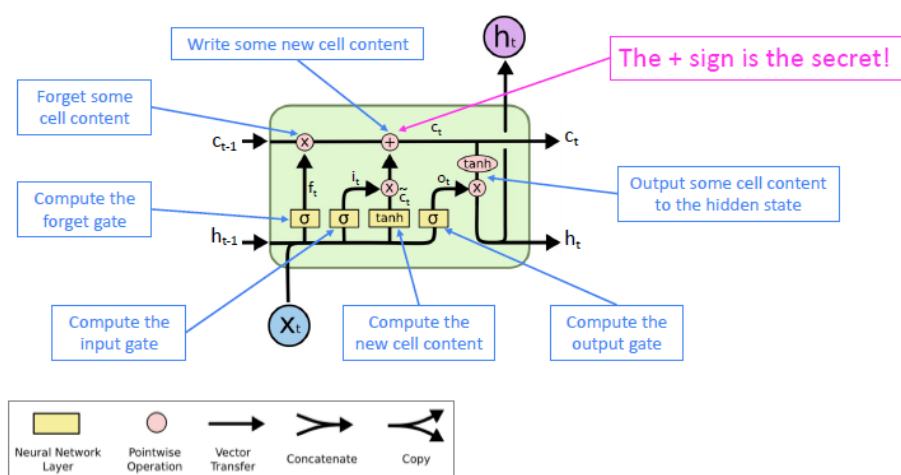 Write some new cell content
h_t
The + sign is the secret!
Forget some
cell content
c_t-1
x
+
c_t
c_t
tanh
f_t
i_t
x
c̃_t
o_t
x
Output some cell content
to the hidden state
Compute the
forget gate
σ
σ
tanh
σ
h_t-1
h_t
x_t
Compute the
input gate
Compute the
new cell content
Compute the
output gate
Neural Network
Layer
Pointwise
Operation
Vector
Transfer
Concatenate
Copy